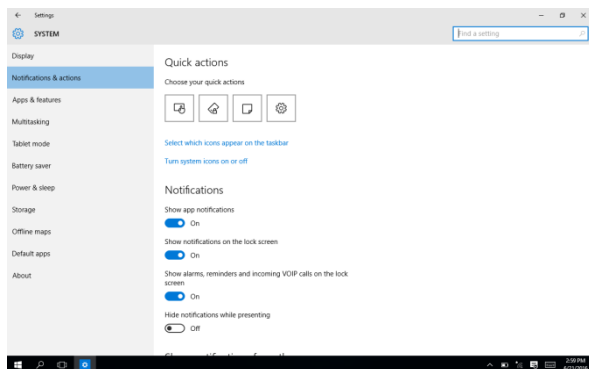 Settings
SYSTEM
Find a setting
Display
Notifications & actions
Apps & features
Multitasking
Tablet mode
Battery saver
Power & sleep
Storage
Offline maps
Default apps
About
Quick actions
Choose your quick actions
Select which icons appear on the taskbar
Turn system icons on or off
Notifications
Show app notifications
On
Show notifications on the lock screen
On
Show alarms, reminders and incoming VOIP calls on the lock
screen
On
Hide notifications while presenting
Off
2:59 PM
6/21/2016